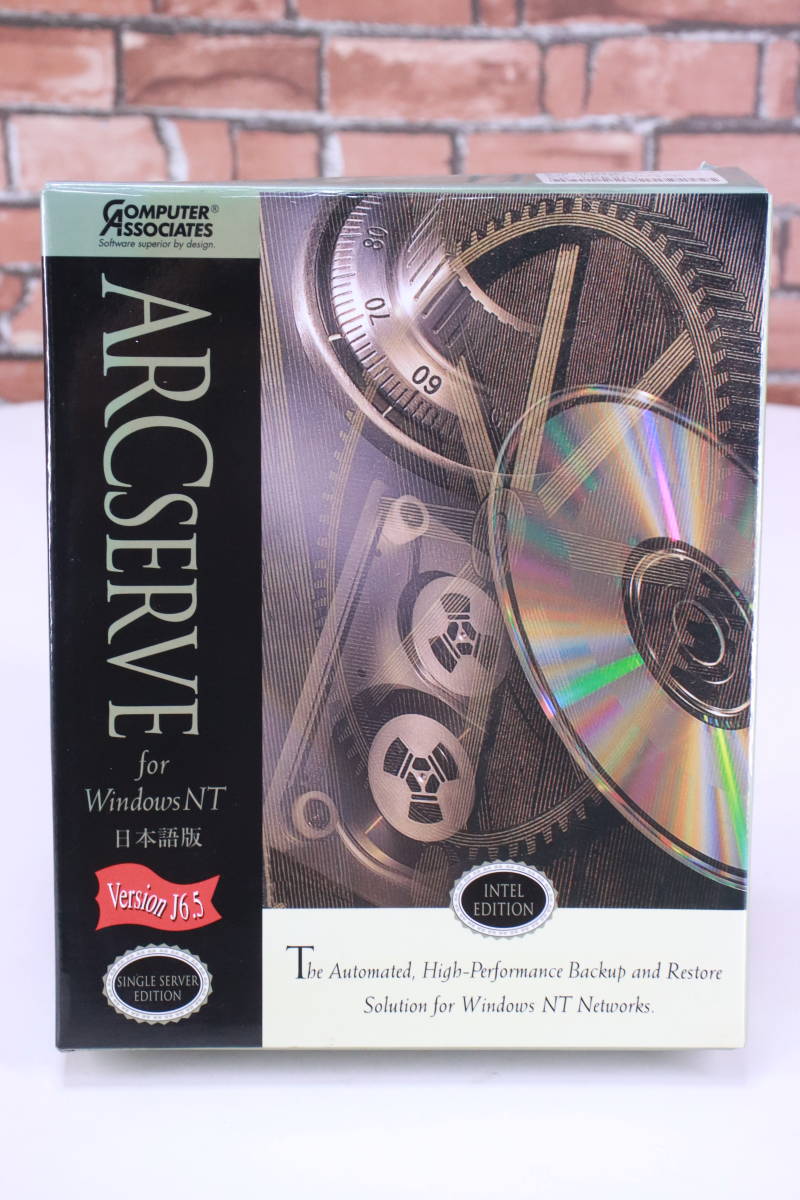 COMPUTER®
ASSOCIATES
Software superior by design.
ARCSERVE
for
Windows NT
日本語版
Version J6.5
SINGLE SERVER
EDITION
80
70
60
INTEL
EDITION
The Automated, High-Performance Backup and Restore
Solution for Windows NT Networks.